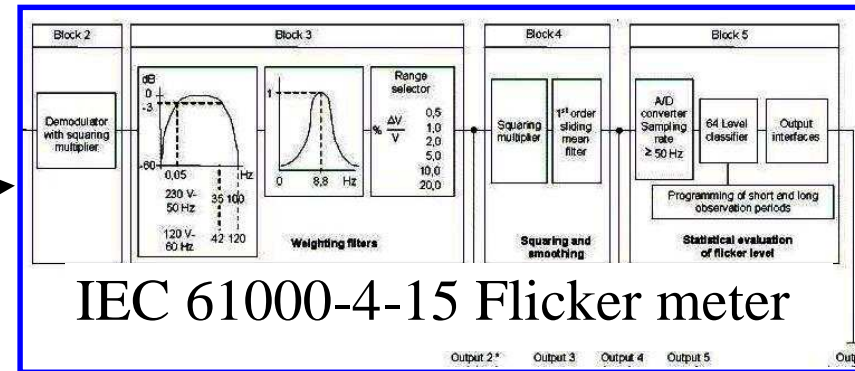 Block 2
Block 3
Block 4
Block 5
Demodulator
with squaring
multiplier
dB
0
-3
-60
0,05
Hz
230 V-
50 Hz
35 100
120 V-
60 Hz
42 120
1
0
8,8
Hz
Weighting filters
Range
selector
% ΔV
V
0,5
1,0
2,0
5,0
10,0
20,0
Squaring
multiplier
1st order
sliding
mean
filter
Squaring and
smoothing
A/D
converter
Sampling
rate
≥ 50 Hz
64 Level
classifier
Output
interfaces
Programming of short and long
observation periods
Statistical evaluation
of flicker level
IEC 61000-4-15 Flicker meter
Output 2*
Output 3
Output 4
Output 5